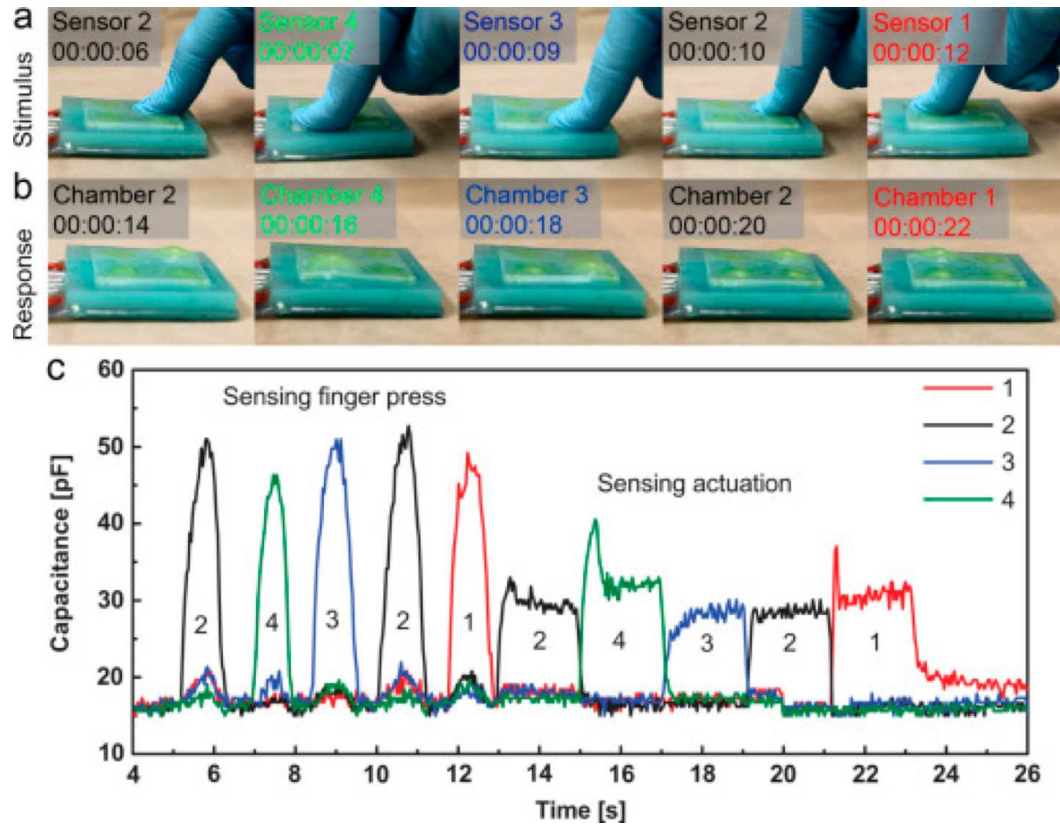 a
Stimulus
Sensor 2
00:00:06
Sensor 4
00:00:07
Sensor 3
00:00:09
Sensor 2
00:00:10
Sensor 1
00:00:12
b
Response
Chamber 2
00:00:14
Chamber 4
00:00:16
Chamber 3
00:00:18
Chamber 2
00:00:20
Chamber 1
00:00:22
c
Capacitance [pF]
60
50
40
30
20
10
Sensing finger press
Sensing actuation
1
2
3
4
2
4
3
2
1
2
4
3
2
1
4
6
8
10
12
14
16
18
20
22
24
26
Time [s]